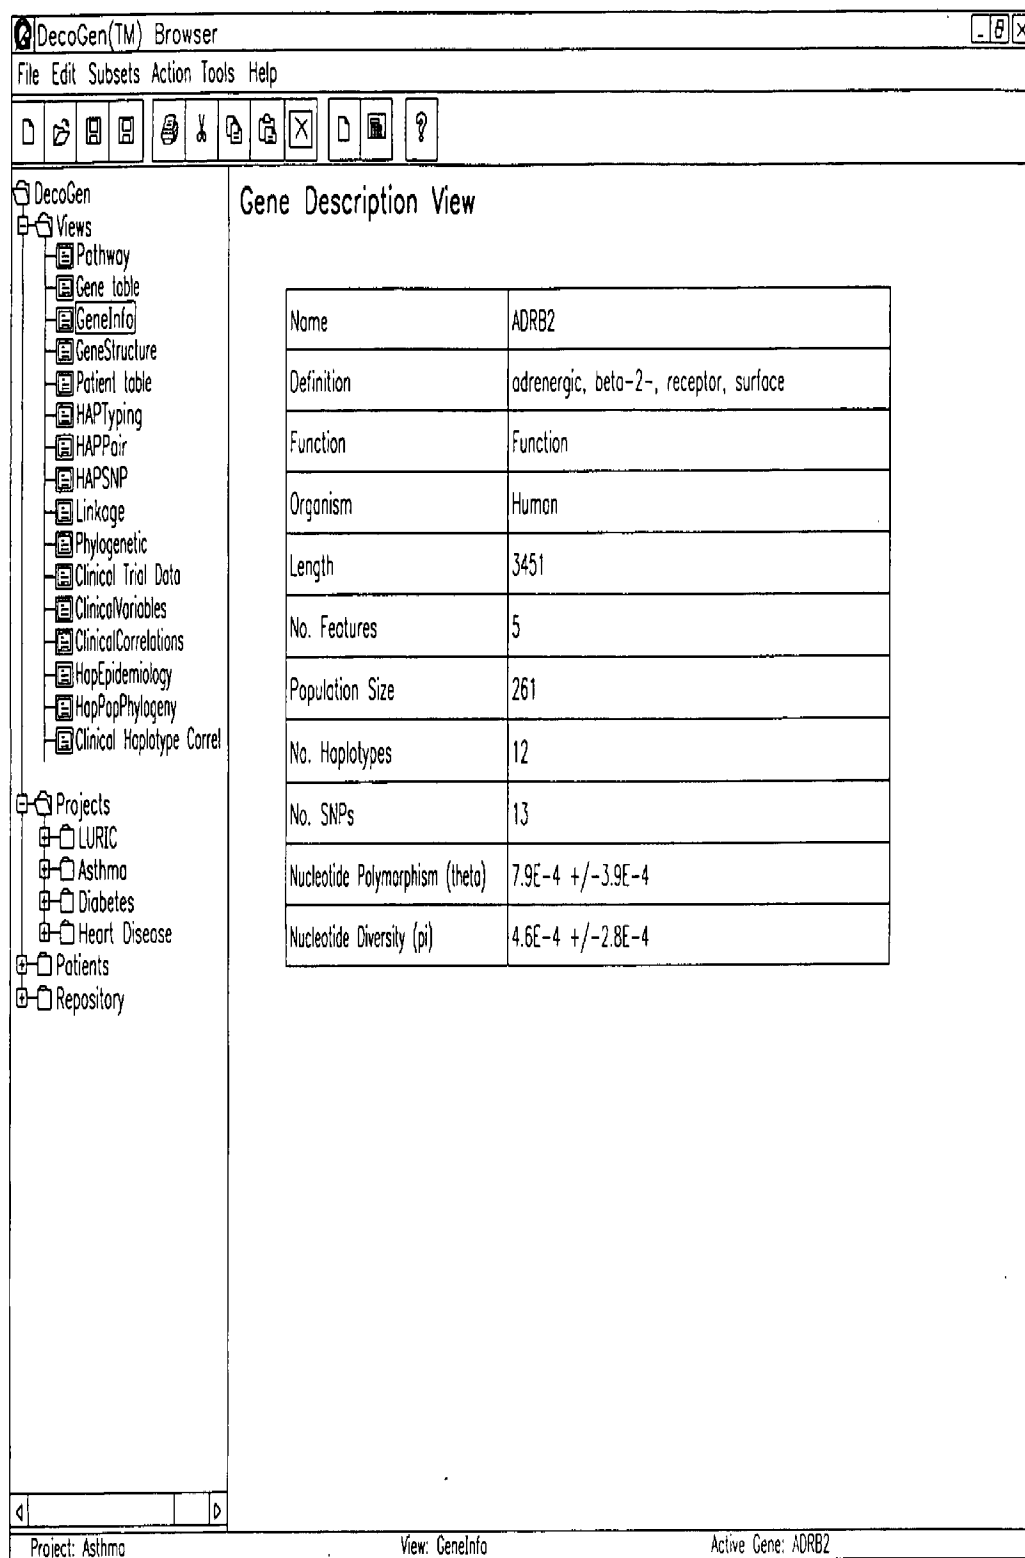 DecoGen(TM) Browser
File Edit Subsets Action Tools Help
DecoGen
Views
Pathway
Gene table
GeneInfo
GeneStructure
Patient table
HAPTyping
HAPPair
HAPSNP
Linkage
Phylogenetic
Clinical Trial Data
ClinicalVariables
ClinicalCorrelations
HapEpidemiology
HapPopPhylogeny
Clinical Haplotype Correl
Projects
LURIC
Asthma
Diabetes
Heart Disease
Patients
Repository
Gene Description View
Name ADRB2
Definition adrenergic, beta-2-, receptor, surface
Function Function
Organism Human
Length 3451
No. Features 5
Population Size 261
No. Haplotypes 12
No. SNPs 13
Nucleotide Polymorphism (theta) 7.9E-4 +/-3.9E-4
Nucleotide Diversity (pi) 4.6E-4 +/-2.8E-4
Project: Asthma View: GeneInfo Active Gene: ADRB2